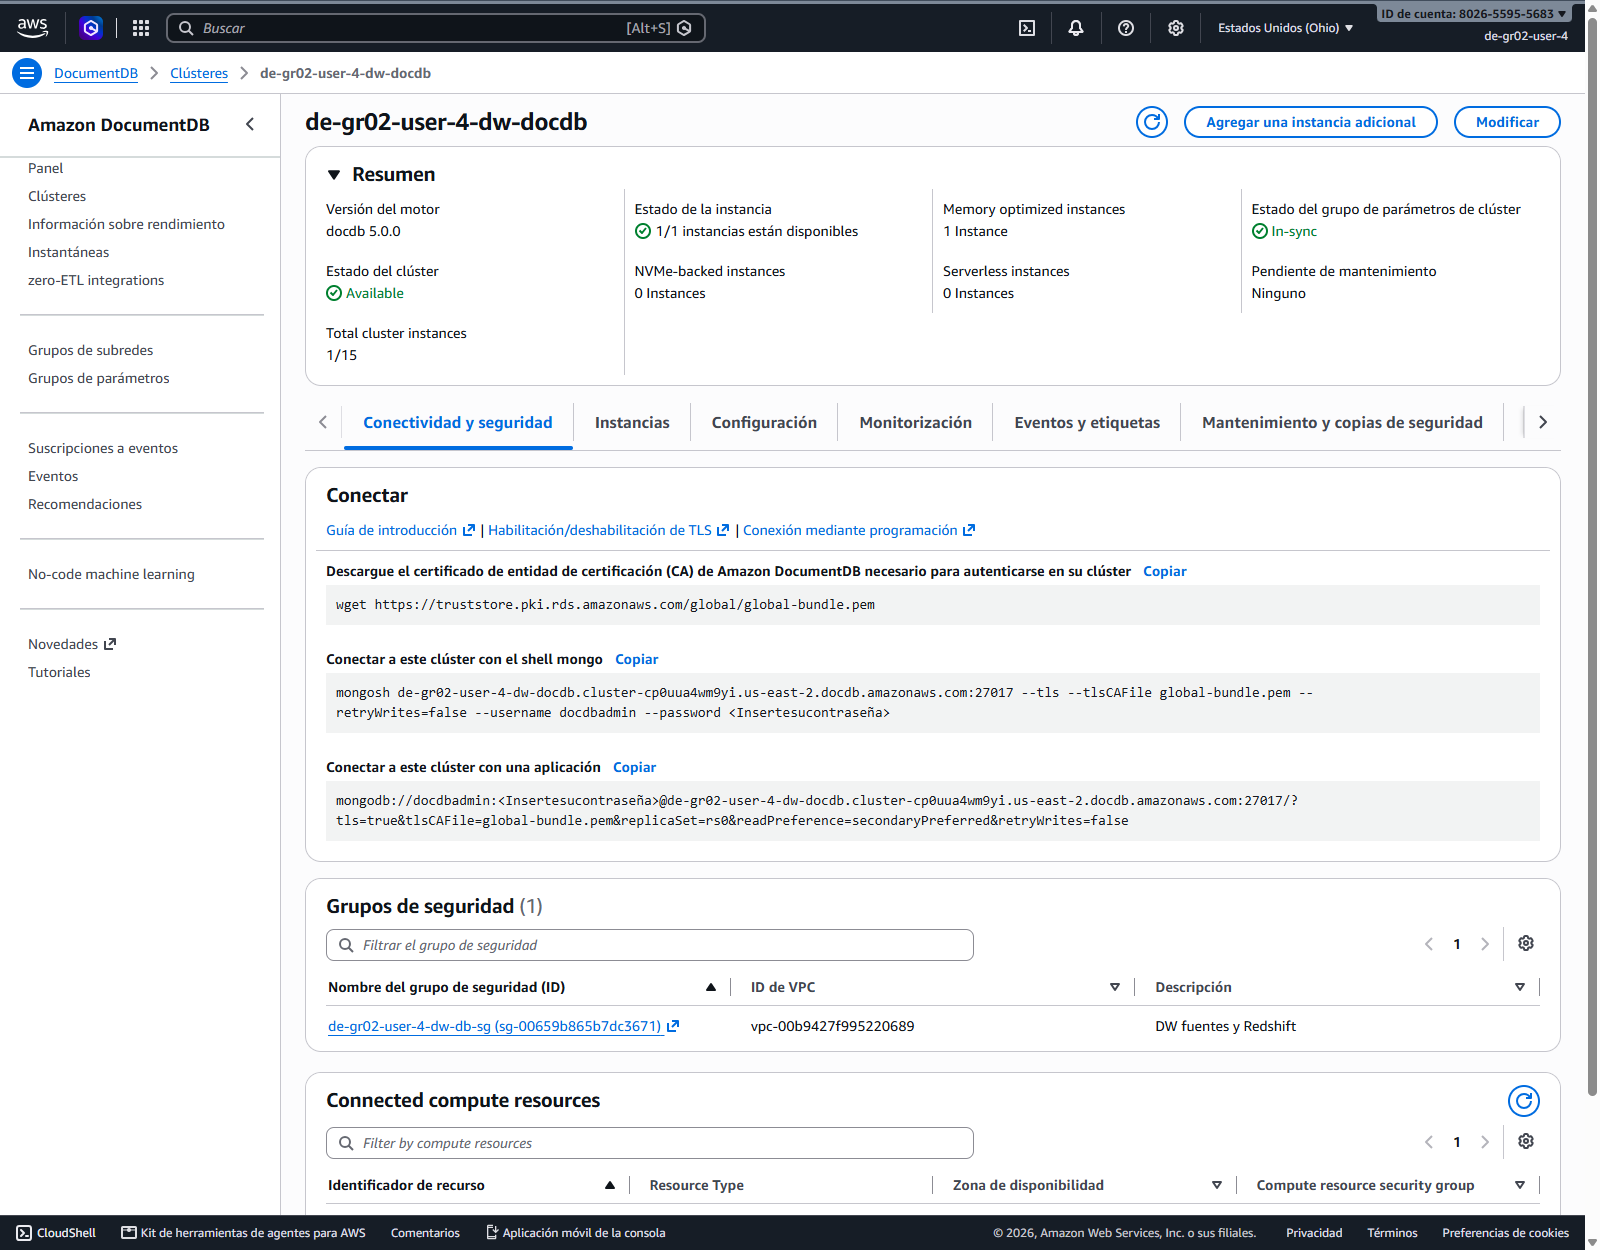 aws
Buscar [Alt+S]
Estados Unidos (Ohio)
ID de cuenta: 8026-5595-5683
de-gr02-user-4
DocumentDB
Clústeres
de-gr02-user-4-dw-docdb
Amazon DocumentDB
Panel
Clústeres
Información sobre rendimiento
Instantáneas
zero-ETL integrations
Grupos de subredes
Grupos de parámetros
Suscripciones a eventos
Eventos
Recomendaciones
No-code machine learning
Novedades
Tutoriales
de-gr02-user-4-dw-docdb
Agregar una instancia adicional
Modificar
Resumen
Versión del motor
docdb 5.0.0
Estado del clúster
Available
Total cluster instances
1/15
Estado de la instancia
1/1 instancias están disponibles
NVMe-backed instances
0 Instances
Memory optimized instances
1 Instance
Serverless instances
0 Instances
Estado del grupo de parámetros de clúster
In-sync
Pendiente de mantenimiento
Ninguno
Conectividad y seguridad
Instancias
Configuración
Monitorización
Eventos y etiquetas
Mantenimiento y copias de seguridad
Conectar
Guía de introducción | Habilitación/deshabilitación de TLS | Conexión mediante programación
Descargue el certificado de entidad de certificación (CA) de Amazon DocumentDB necesario para autenticarse en su clúster Copiar
wget https://truststore.pki.rds.amazonaws.com/global/global-bundle.pem
Conectar a este clúster con el shell mongo Copiar
mongosh de-gr02-user-4-dw-docdb.cluster-cp0uua4wm9yi.us-east-2.docdb.amazonaws.com:27017 --tls --tlsCAFile global-bundle.pem --
retryWrites=false --username docdbadmin --password <Insertesucontraseña>
Conectar a este clúster con una aplicación Copiar
mongodb://docdbadmin:<Insertesucontraseña>@de-gr02-user-4-dw-docdb.cluster-cp0uua4wm9yi.us-east-2.docdb.amazonaws.com:27017/?
tls=true&tlsCAFile=global-bundle.pem&replicaSet=rs0&readPreference=secondaryPreferred&retryWrites=false
Grupos de seguridad (1)
Filtrar el grupo de seguridad
1
Nombre del grupo de seguridad (ID)
ID de VPC
Descripción
de-gr02-user-4-dw-db-sg (sg-00659b865b7dc3671)
vpc-00b9427f995220689
DW fuentes y Redshift
Connected compute resources
Filter by compute resources
1
Identificador de recurso
Resource Type
Zona de disponibilidad
Compute resource security group
CloudShell
Kit de herramientas de agentes para AWS
Comentarios
Aplicación móvil de la consola
© 2026, Amazon Web Services, Inc. o sus filiales.
Privacidad
Términos
Preferencias de cookies